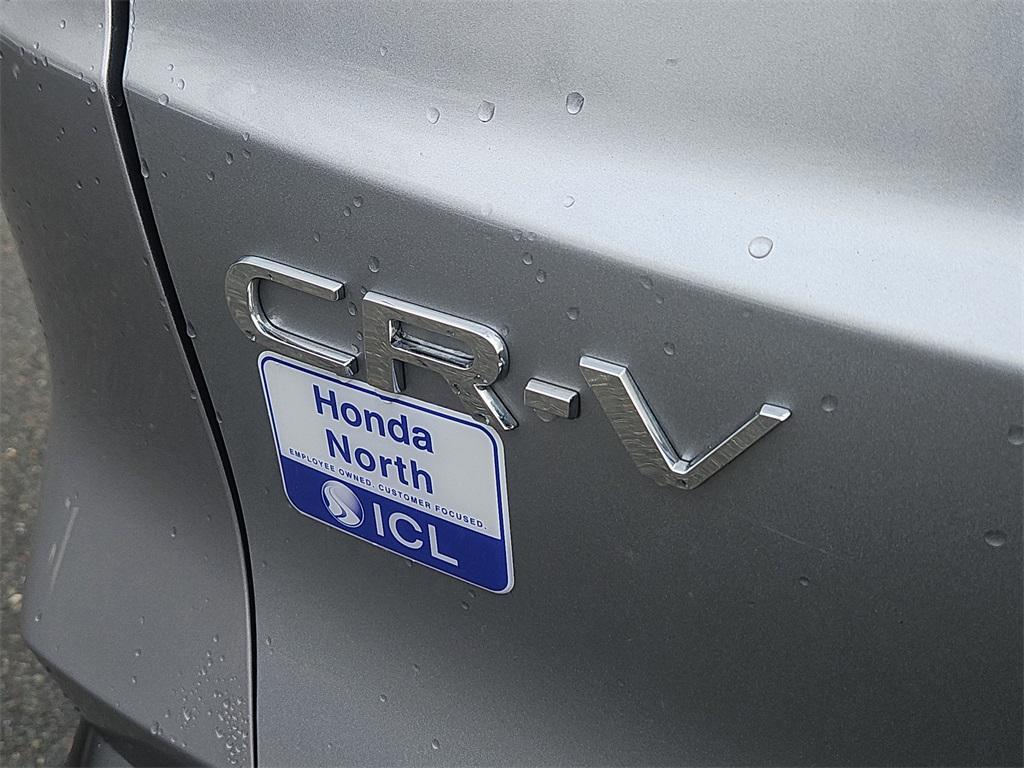 CR-V
Honda
North
EMPLOYEE OWNED. CUSTOMER FOCUSED.
ICL